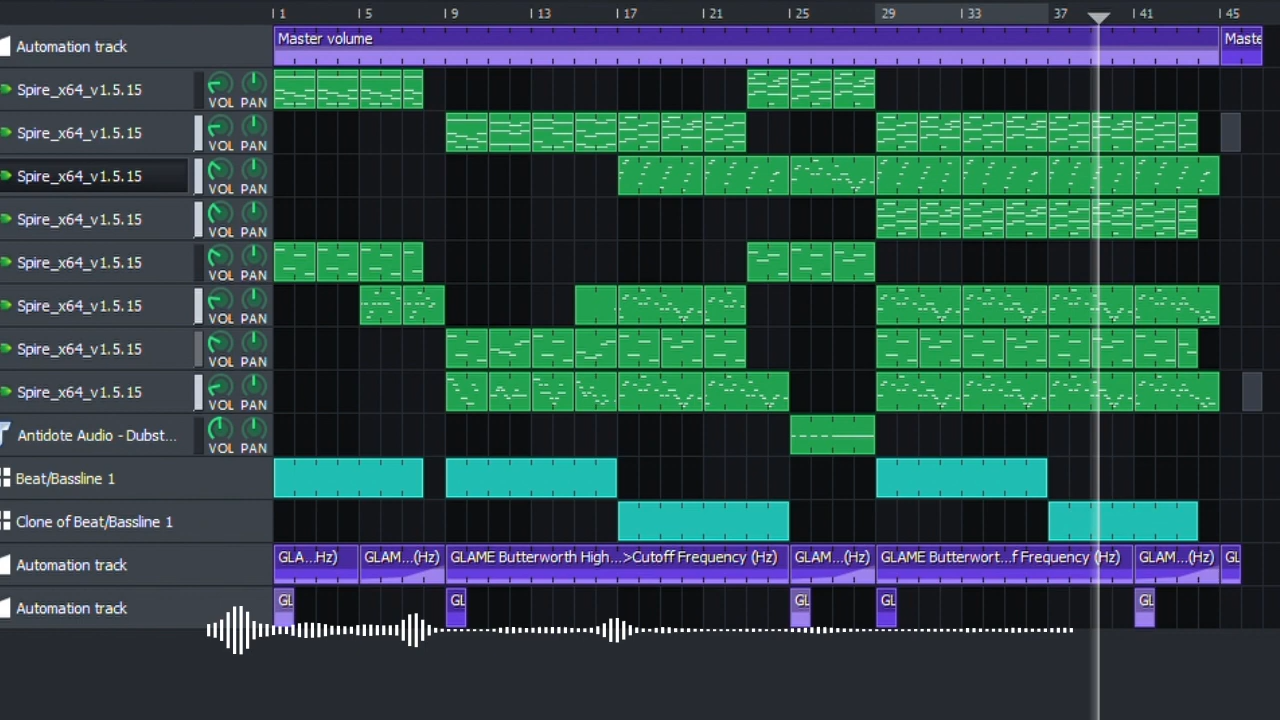 1 5 9 13 17 21 25 29 33 37 41 45
Automation track Master volume Maste
Spire_x64_v1.5.15 VOL PAN
Spire_x64_v1.5.15 VOL PAN
Spire_x64_v1.5.15 VOL PAN
Spire_x64_v1.5.15 VOL PAN
Spire_x64_v1.5.15 VOL PAN
Spire_x64_v1.5.15 VOL PAN
Spire_x64_v1.5.15 VOL PAN
Spire_x64_v1.5.15 VOL PAN
Antidote Audio - Dubst... VOL PAN
Beat/Bassline 1
Clone of Beat/Bassline 1
Automation track GLA...Hz) GLAM...(Hz) GLAME Butterworth High...>Cutoff Frequency (Hz) GLAM...(Hz) GLAME Butterwort...f Frequency (Hz) GLAM...(Hz) GL
Automation track GL GL GL GL GL